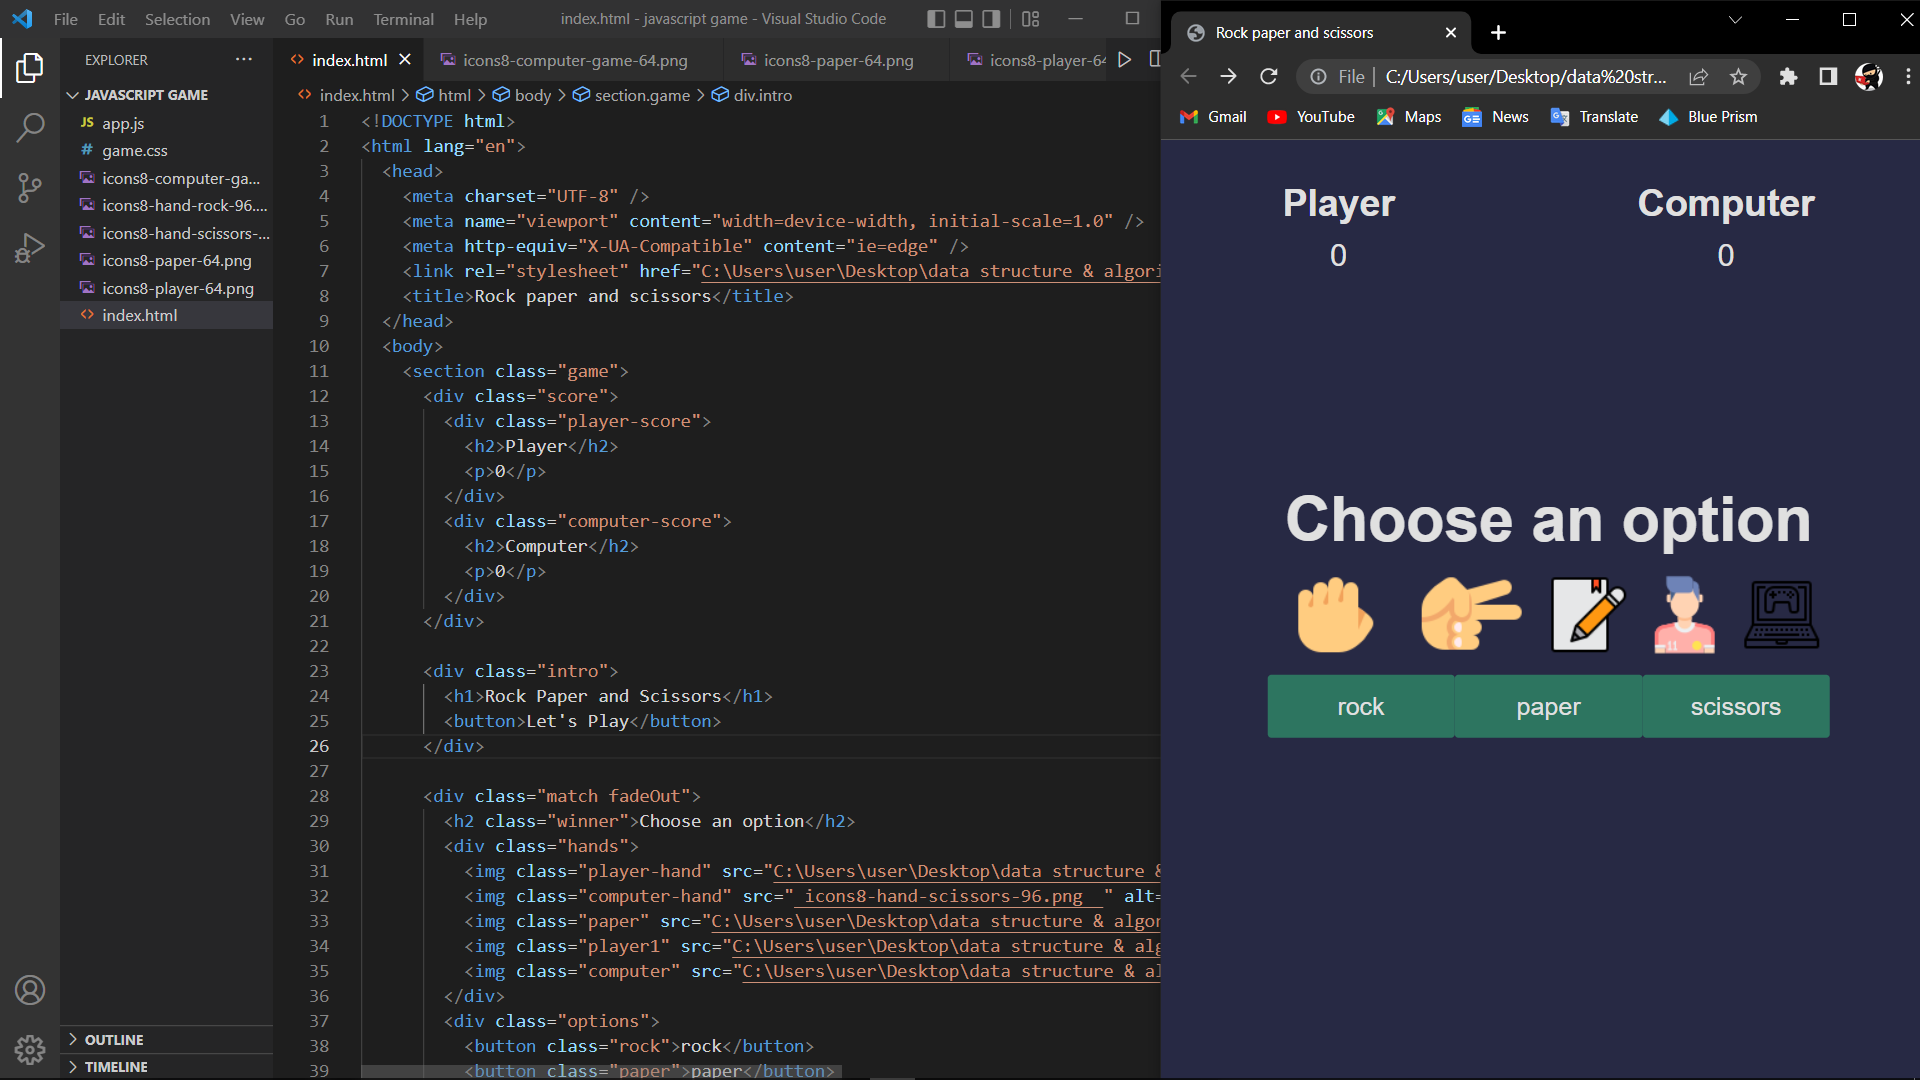 File Edit Selection View Go Run Terminal Help
index.html - javascript game - Visual Studio Code
EXPLORER
JAVASCRIPT GAME
JS app.js
# game.css
icons8-computer-ga...
icons8-hand-rock-96....
icons8-hand-scissors-...
icons8-paper-64.png
icons8-player-64.png
<> index.html
OUTLINE
TIMELINE
<> index.html icons8-computer-game-64.png icons8-paper-64.png icons8-player-64
<> index.html > html > body > section.game > div.intro
1 <!DOCTYPE html>
2 <html lang="en">
3 <head>
4 <meta charset="UTF-8" />
5 <meta name="viewport" content="width=device-width, initial-scale=1.0" />
6 <meta http-equiv="X-UA-Compatible" content="ie=edge" />
7 <link rel="stylesheet" href="C:\Users\user\Desktop\data structure & algori
8 <title>Rock paper and scissors</title>
9 </head>
10 <body>
11 <section class="game">
12 <div class="score">
13 <div class="player-score">
14 <h2>Player</h2>
15 <p>0</p>
16 </div>
17 <div class="computer-score">
18 <h2>Computer</h2>
19 <p>0</p>
20 </div>
21 </div>
22
23 <div class="intro">
24 <h1>Rock Paper and Scissors</h1>
25 <button>Let's Play</button>
26 </div>
27
28 <div class="match fadeOut">
29 <h2 class="winner">Choose an option</h2>
30 <div class="hands">
31 <img class="player-hand" src="C:\Users\user\Desktop\data structure &
32 <img class="computer-hand" src=" icons8-hand-scissors-96.png " alt=
33 <img class="paper" src="C:\Users\user\Desktop\data structure & algor
34 <img class="player1" src="C:\Users\user\Desktop\data structure & alg
35 <img class="computer" src="C:\Users\user\Desktop\data structure & al
36 </div>
37 <div class="options">
38 <button class="rock">rock</button>
39 <button class="paper">paper</button>
Rock paper and scissors
File | C:/Users/user/Desktop/data%20str...
Gmail YouTube Maps News Translate Blue Prism
Player Computer
0 0
Choose an option
11
rock paper scissors